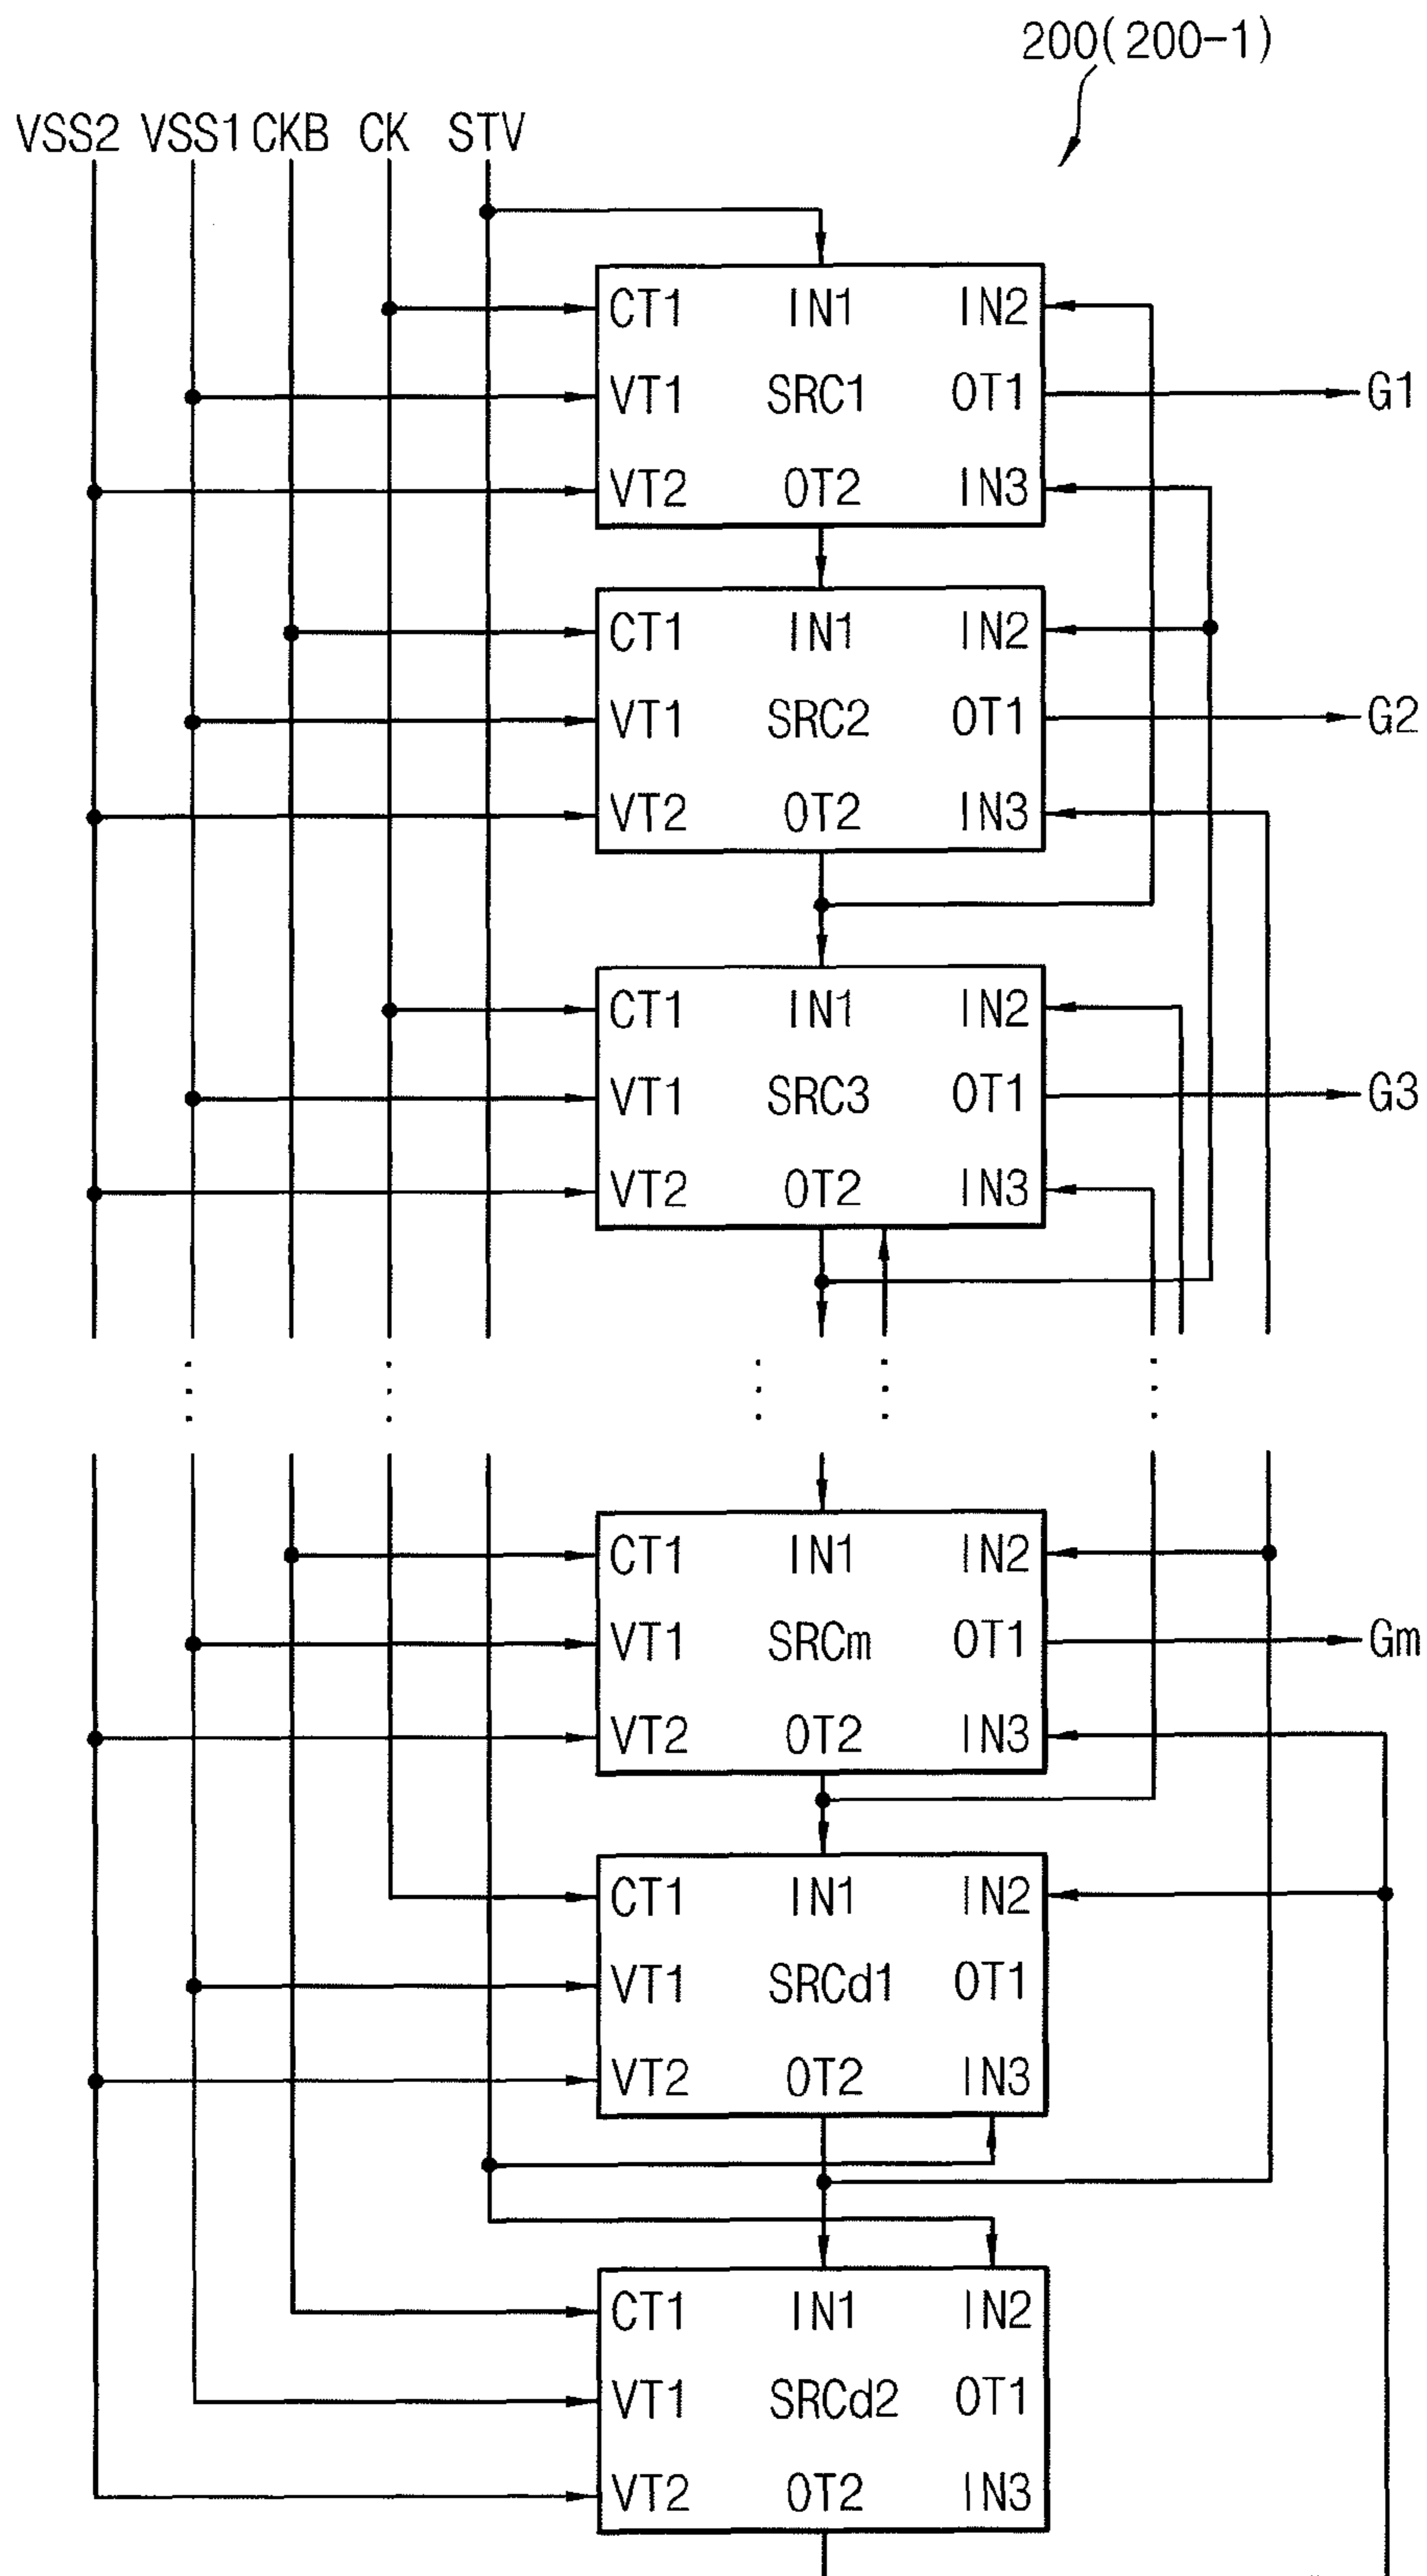 200(200-1)
VSS2 VSS1 CKB CK STV
CT1 IN1 IN2
VT1 SRC1 OT1 G1
VT2 OT2 IN3
CT1 IN1 IN2
VT1 SRC2 OT1 G2
VT2 OT2 IN3
CT1 IN1 IN2
VT1 SRC3 OT1 G3
VT2 OT2 IN3
CT1 IN1 IN2
VT1 SRCm OT1 Gm
VT2 OT2 IN3
CT1 IN1 IN2
VT1 SRCd1 OT1
VT2 OT2 IN3
CT1 IN1 IN2
VT1 SRCd2 OT1
VT2 OT2 IN3